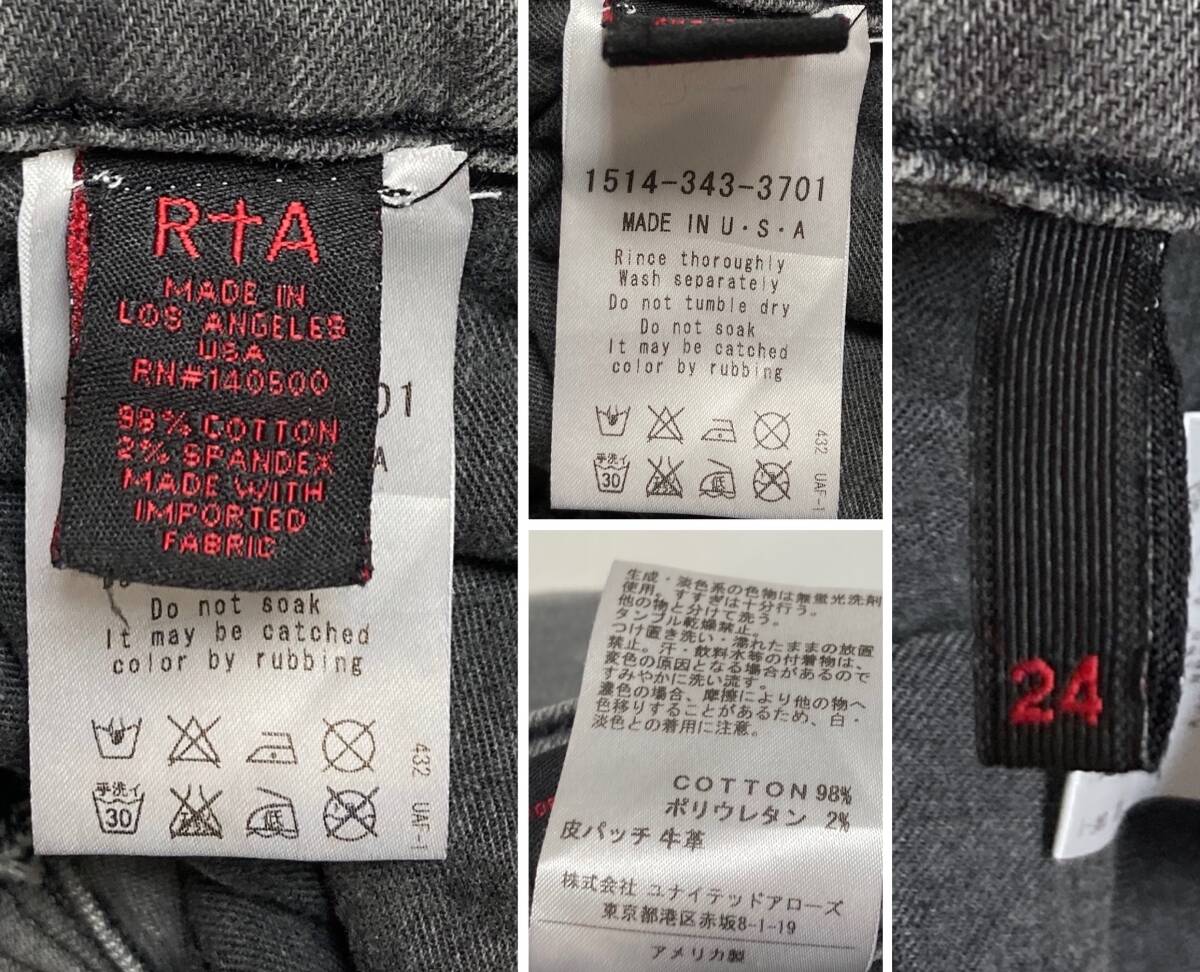 R†A
MADE IN
LOS ANGELES
USA
RN#140500
98% COTTON
2% SPANDEX
MADE WITH
IMPORTED
FABRIC
01
A
Do not soak
It may be catched
color by rubbing
手洗イ
30
432 UAF-1
1514-343-3701
MADE IN U・S・A
Rince thoroughly
Wash separately
Do not tumble dry
Do not soak
It may be catched
color by rubbing
手洗イ
30
低
432 UAF-1
生成・淡色系の色物は無蛍光洗剤
使用。すすぎは十分行う。
他の物と分けて洗う。
タンブル乾燥禁止。
つけ置き洗い・濡れたままの放置
禁止。汗・飲料水等の付着物は、
変色の原因となる場合があるので
すみやかに洗い流す。
濃色の場合、摩擦により他の物へ
色移りすることがあるため、白・
淡色との着用に注意。
COTTON 98%
ポリウレタン 2%
皮パッチ 牛革
株式会社 ユナイテッドアローズ
東京都港区赤坂8-1-19
アメリカ製
24